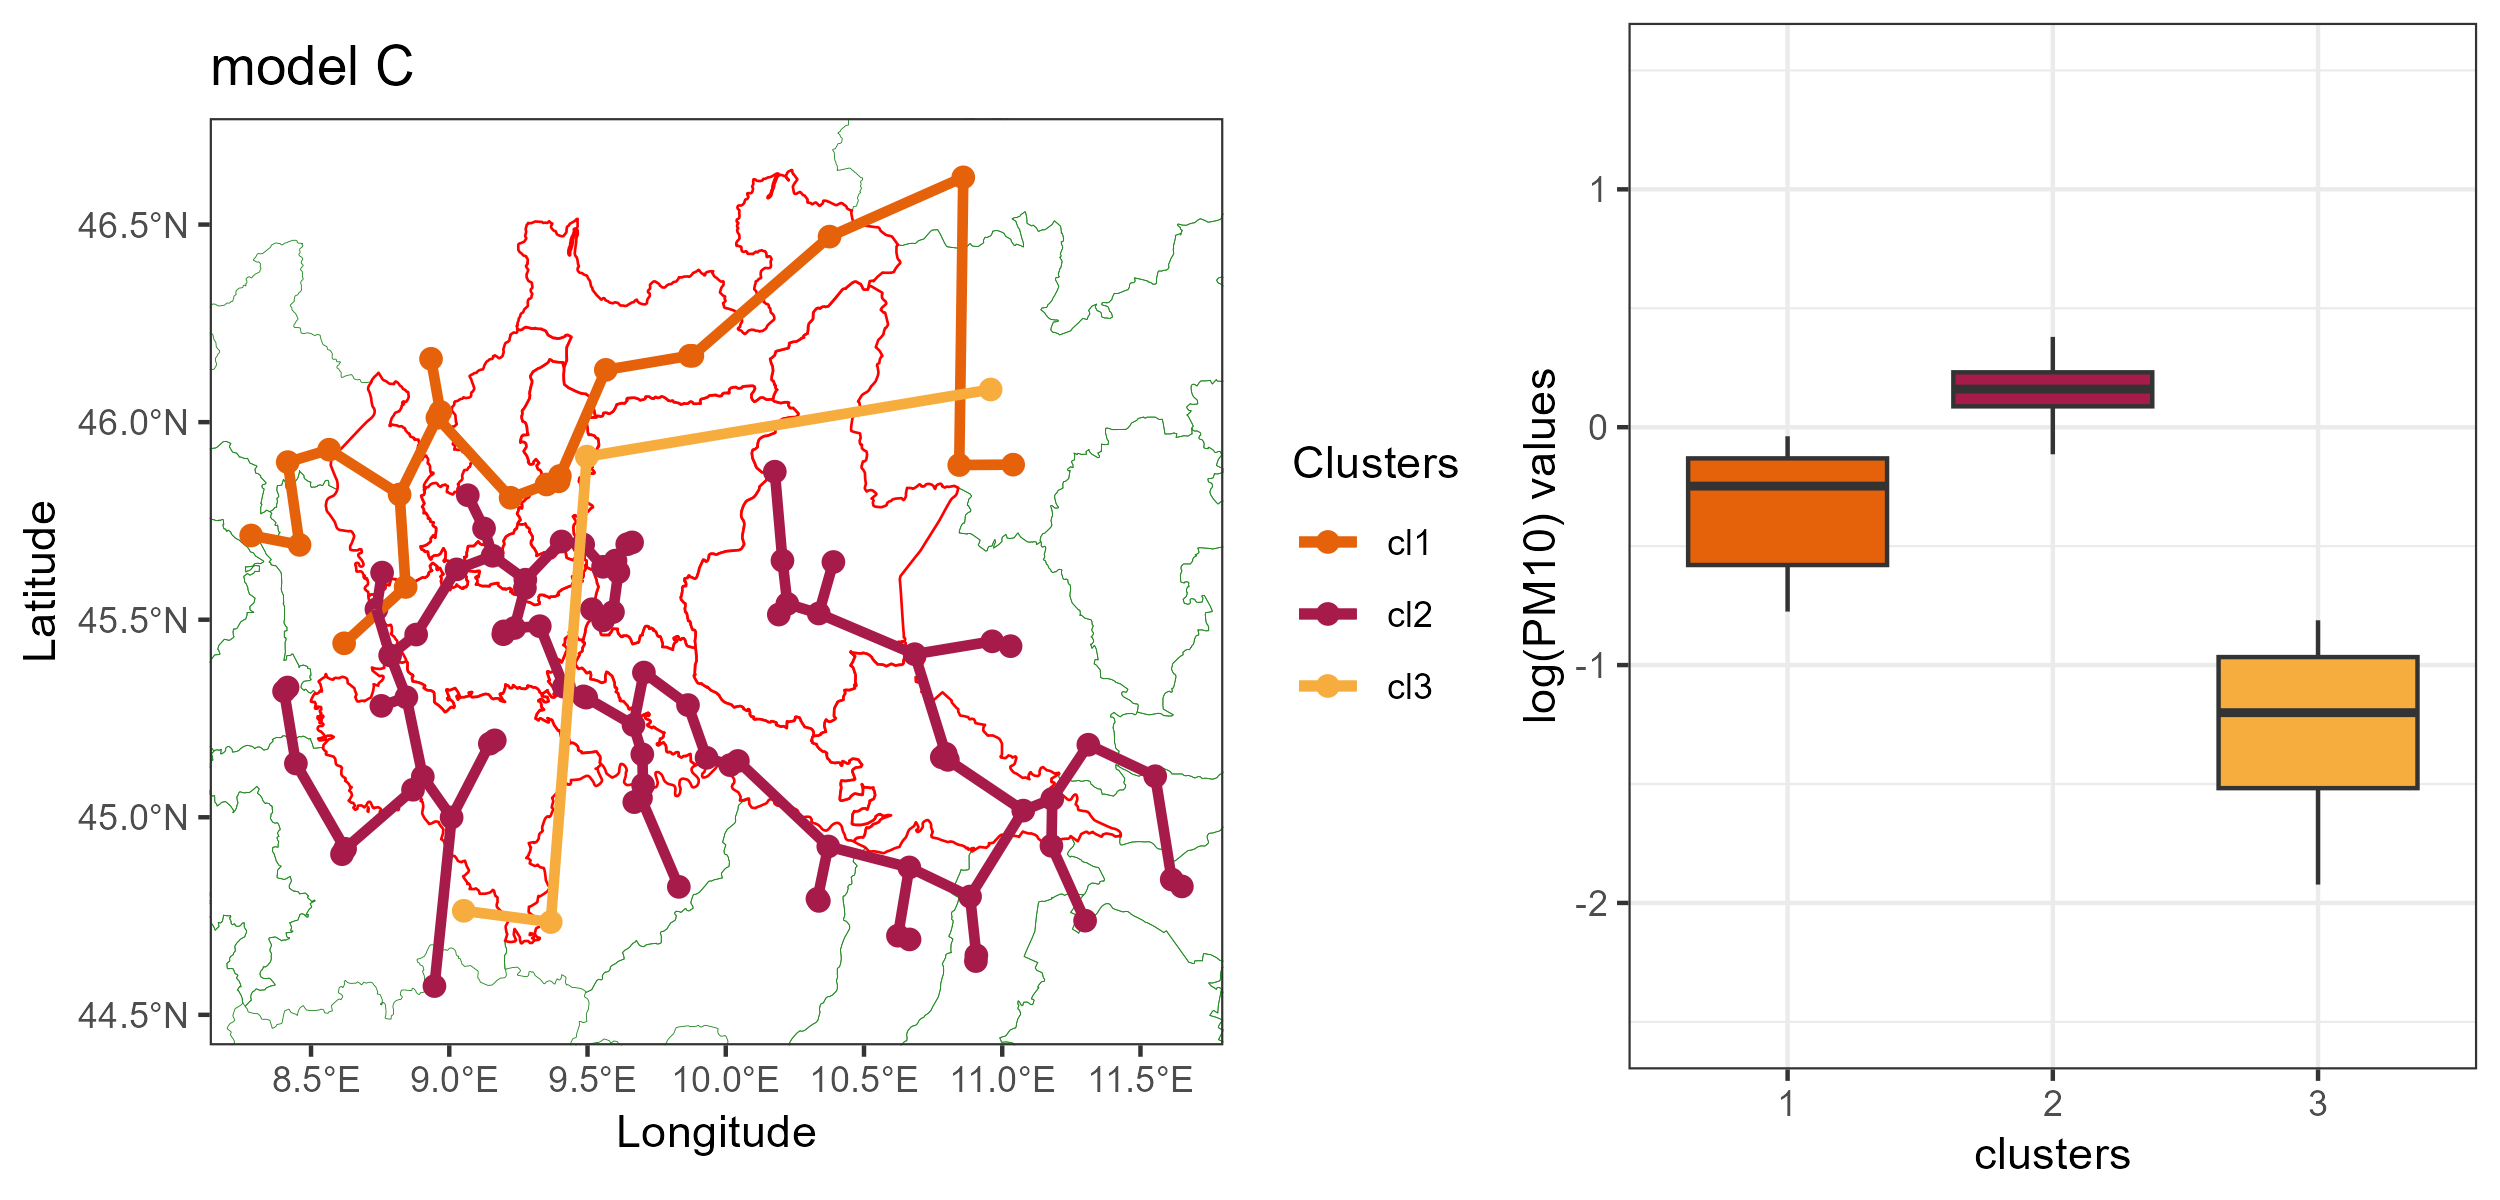 model C
46.5°N
46.0°N
45.5°N
45.0°N
44.5°N
Latitude
8.5°E 9.0°E 9.5°E 10.0°E 10.5°E 11.0°E 11.5°E
Longitude
Clusters
cl1
cl2
cl3
log(PM10) values
1
0
-1
-2
1 2 3
clusters